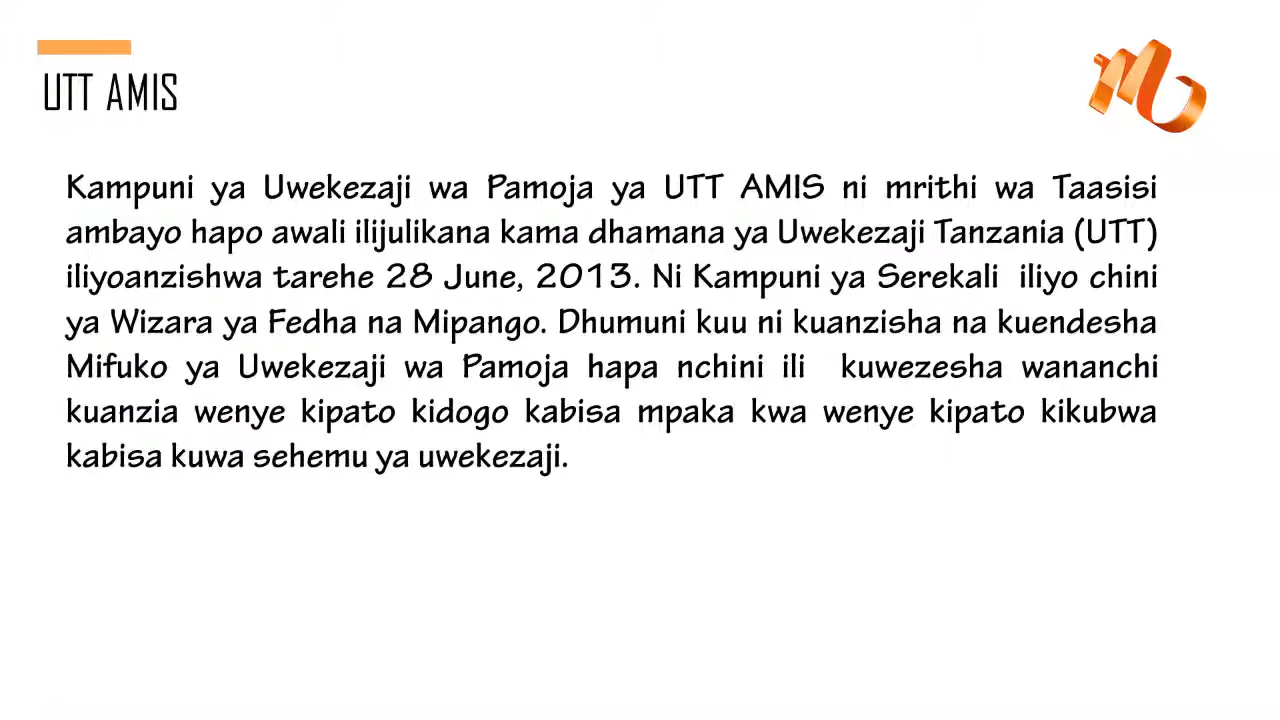 UTT AMIS
Kampuni ya Uwekezaji wa Pamoja ya UTT AMIS ni mrithi wa Taasisi
ambayo hapo awali ilijulikana kama dhamana ya Uwekezaji Tanzania (UTT)
iliyoanzishwa tarehe 28 June, 2013. Ni Kampuni ya Serekali iliyo chini
ya Wizara ya Fedha na Mipango. Dhumuni kuu ni kuanzisha na kuendesha
Mifuko ya Uwekezaji wa Pamoja hapa nchini ili kuwezesha wananchi
kuanzia wenye kipato kidogo kabisa mpaka kwa wenye kipato kikubwa
kabisa kuwa sehemu ya uwekezaji.